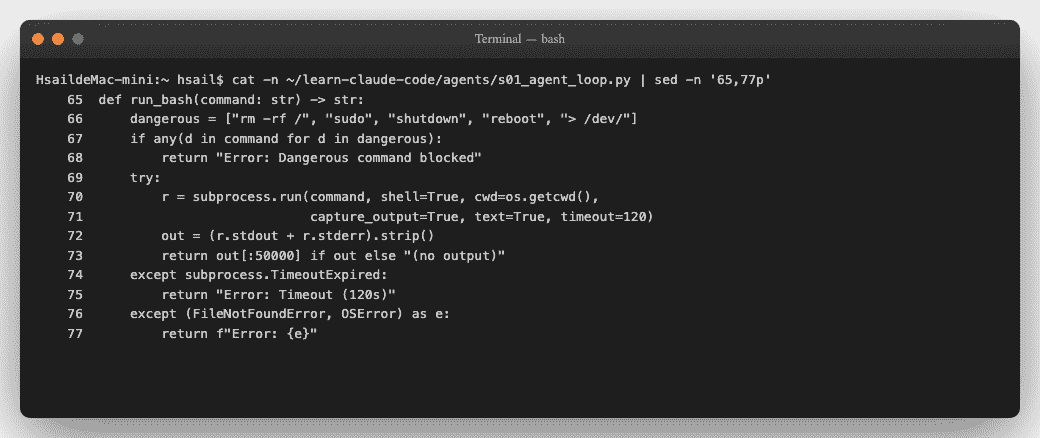 Terminal — bash
HsaildeMac-mini:~ hsail$ cat -n ~/learn-claude-code/agents/s01_agent_loop.py | sed -n '65,77p'
    65  def run_bash(command: str) -> str:
    66      dangerous = ["rm -rf /", "sudo", "shutdown", "reboot", "> /dev/"]
    67      if any(d in command for d in dangerous):
    68          return "Error: Dangerous command blocked"
    69      try:
    70          r = subprocess.run(command, shell=True, cwd=os.getcwd(),
    71                             capture_output=True, text=True, timeout=120)
    72          out = (r.stdout + r.stderr).strip()
    73          return out[:50000] if out else "(no output)"
    74      except subprocess.TimeoutExpired:
    75          return "Error: Timeout (120s)"
    76      except (FileNotFoundError, OSError) as e:
    77          return f"Error: {e}"